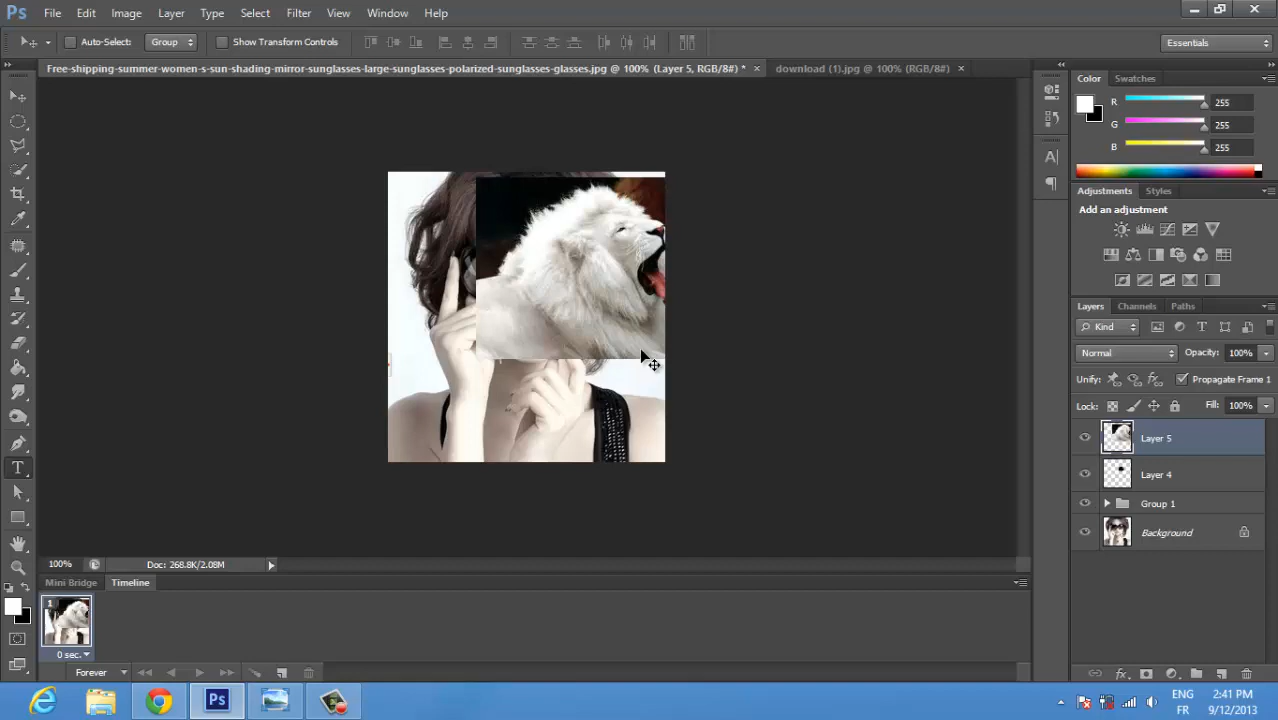 Ps File Edit Image Layer Type Select Filter View Window Help
Auto-Select: Group Show Transform Controls Essentials
Free-shipping-summer-women-s-sun-shading-mirror-sunglasses-large-sunglasses-polarized-sunglasses-glasses.jpg @ 100% (Layer 5, RGB/8#) * × download (1).jpg @ 100% (RGB/8#) ×
Color Swatches
R 255
G 255
B 255
Adjustments Styles
Add an adjustment
Layers Channels Paths
Kind
Normal Opacity: 100%
Unify: Propagate Frame 1
Lock: Fill: 100%
Layer 5
Layer 4
Group 1
Background
100% Doc: 268.8K/2.08M
Mini Bridge Timeline
1
0 sec.
Forever
Ps
ENG 2:41 PM
FR 9/12/2013